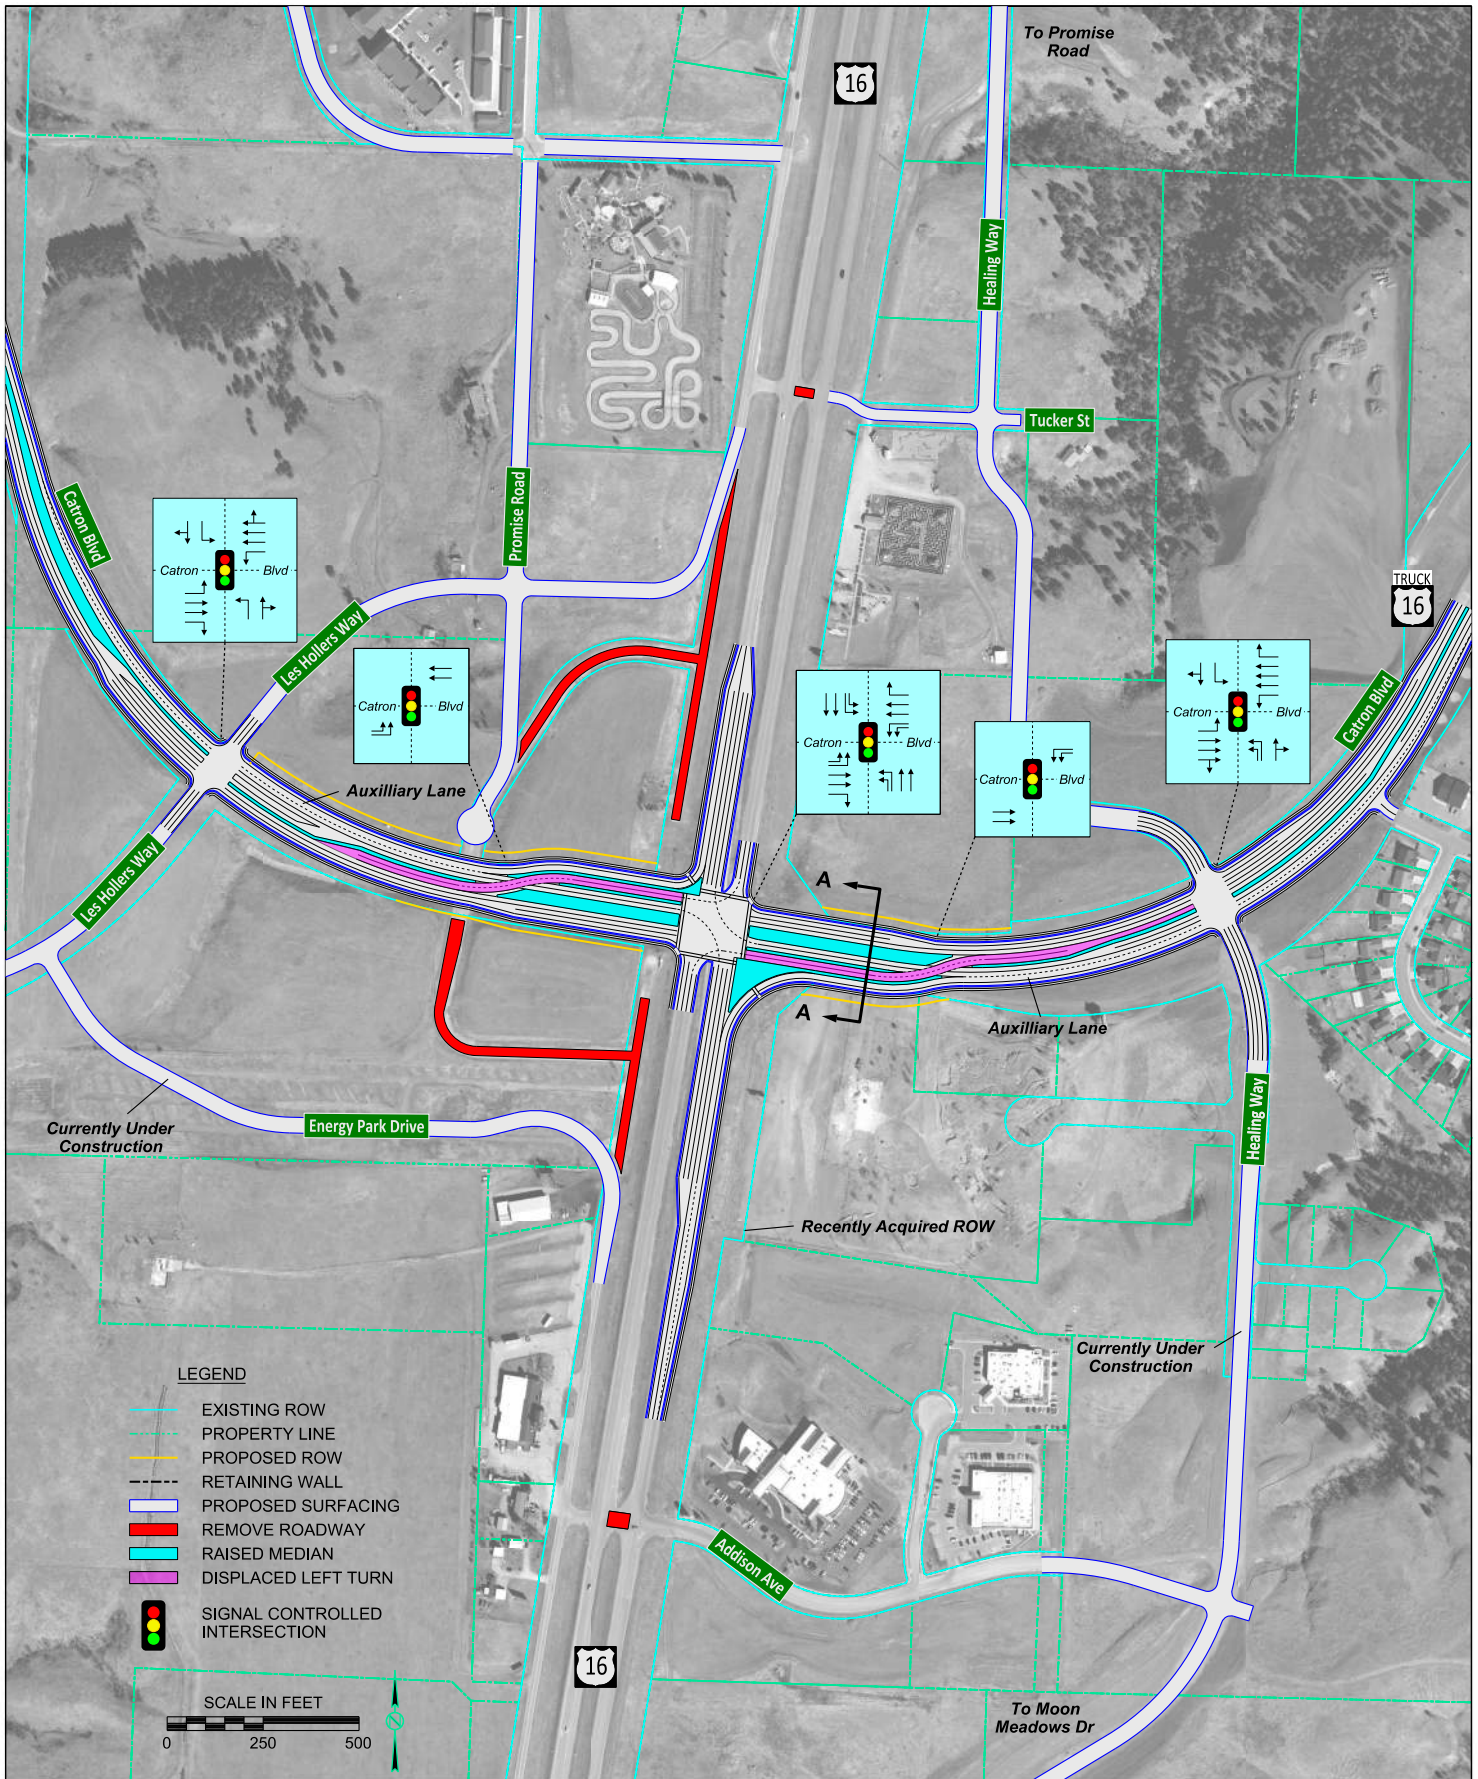 To Promise
Road
16
Healing Way
Tucker St
Catron Blvd
Promise Road
Catron
Blvd
TRUCK
16
Les Hollers Way
Catron
Blvd
Catron
Blvd
Catron
Blvd
Catron Blvd
Catron
Blvd
Auxilliary Lane
Les Hollers Way
A
A
Auxilliary Lane
Currently Under
Construction
Energy Park Drive
Healing Way
Recently Acquired ROW
Currently Under
Construction
LEGEND
EXISTING ROW
PROPERTY LINE
PROPOSED ROW
RETAINING WALL
PROPOSED SURFACING
REMOVE ROADWAY
RAISED MEDIAN
DISPLACED LEFT TURN
SIGNAL CONTROLLED
INTERSECTION
Addison Ave
16
SCALE IN FEET
0 250 500
To Moon
Meadows Dr